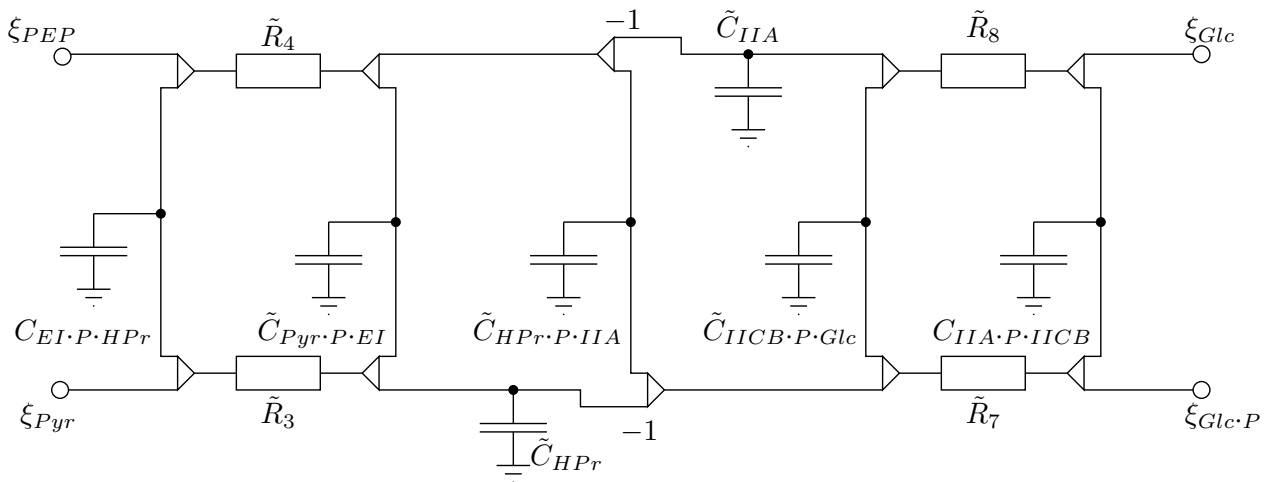 ξ_{PEP}
R̃_4
−1
C̃_{IIA}
R̃_8
ξ_{Glc}
C_{EI·P·HPr}
C̃_{Pyr·P·EI}
C̃_{HPr·P·IIA}
C̃_{IICB·P·Glc}
C_{IIA·P·IICB}
ξ_{Pyr}
R̃_3
C̃_{HPr}
−1
R̃_7
ξ_{Glc·P}